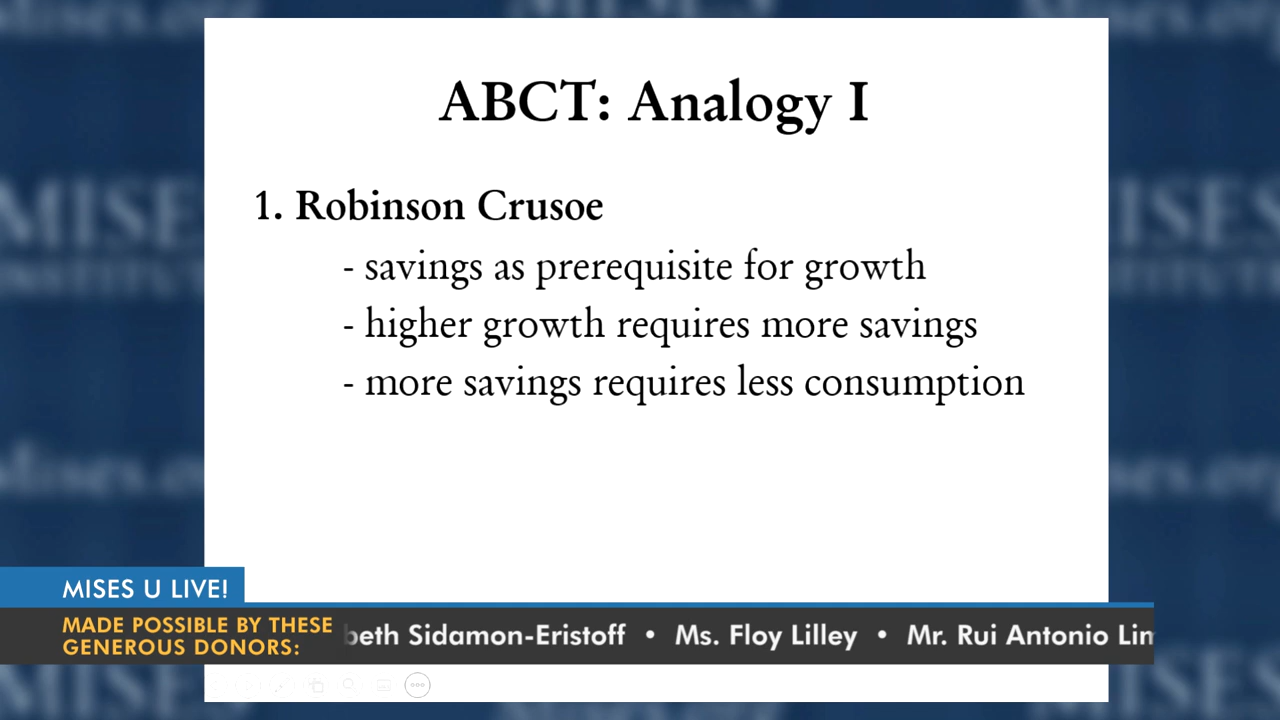 ABCT: Analogy I
1. Robinson Crusoe
- savings as prerequisite for growth
- higher growth requires more savings
- more savings requires less consumption
MISES U LIVE!
MADE POSSIBLE BY THESE
GENEROUS DONORS:
beth Sidamon-Eristoff • Ms. Floy Lilley • Mr. Rui Antonio Lim